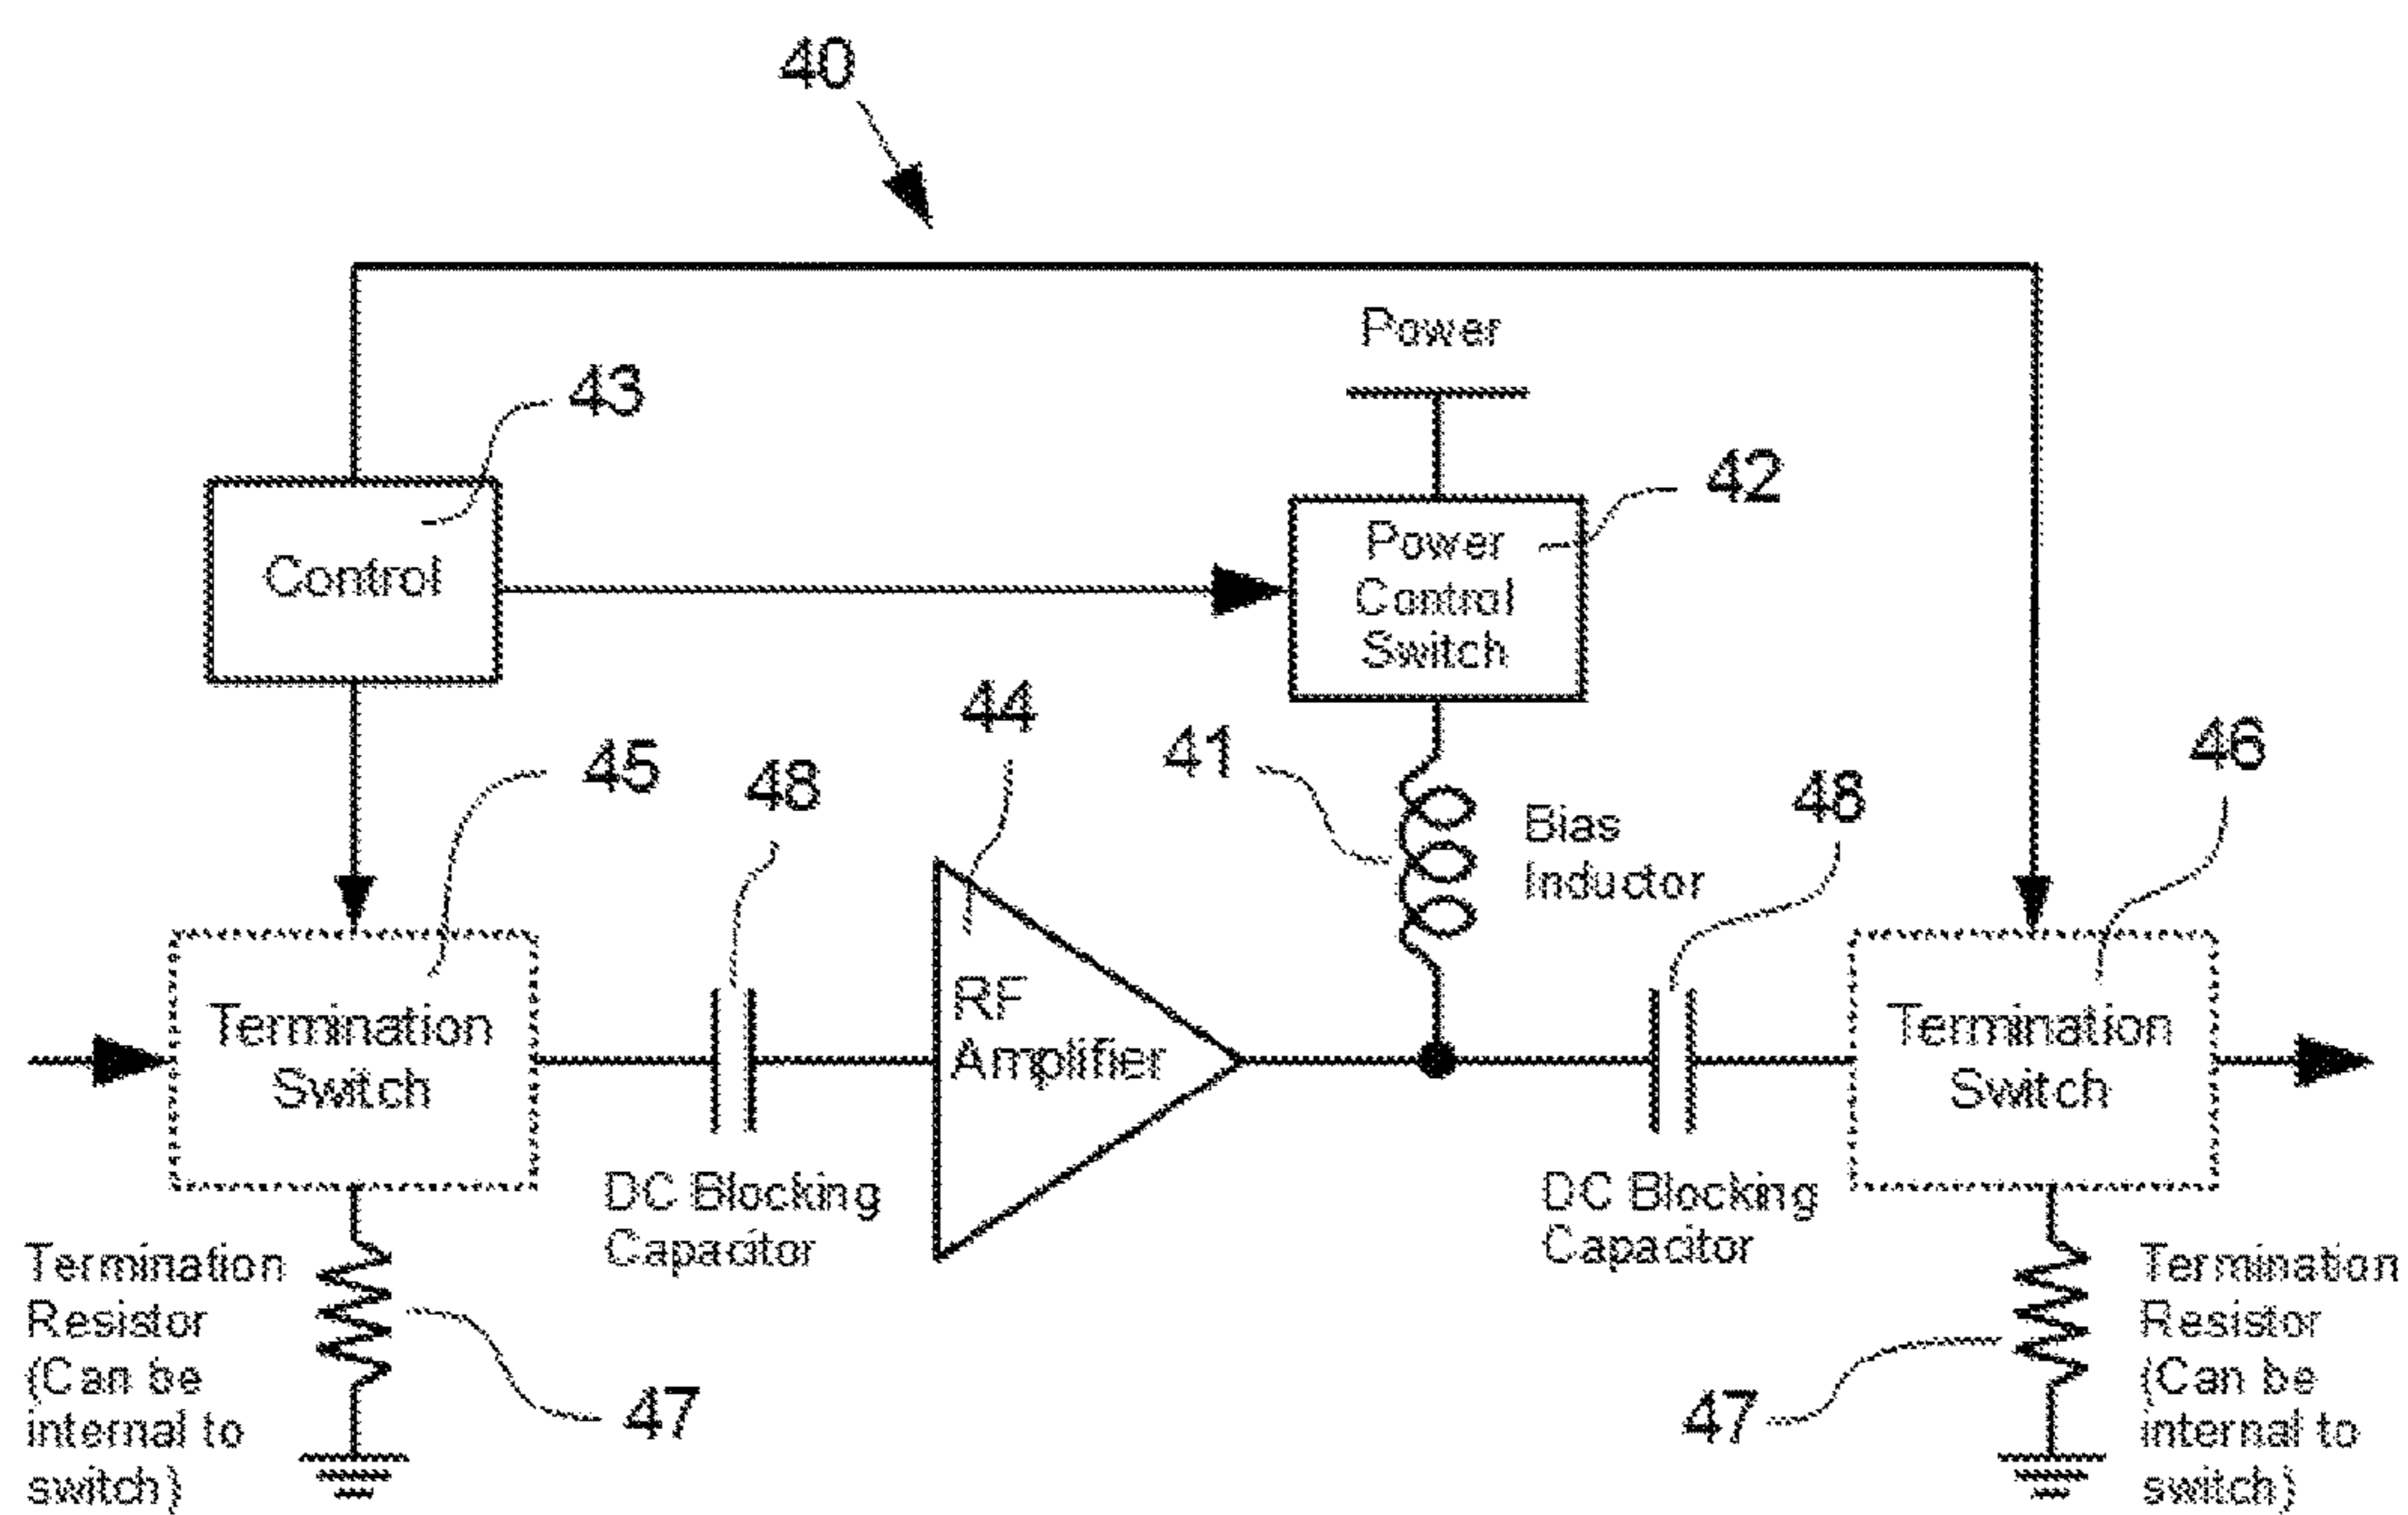 40
Power
43
42
Control
Power
Control
Switch
44
41
46
45
48
48
Bias
Inductor
RF
Amplifier
Termination
Switch
Termination
Switch
DC Blocking
Capacitor
DC Blocking
Capacitor
Termination
Resistor
(Can be
internal to
switch)
47
47
Termination
Resistor
(Can be
internal to
switch)